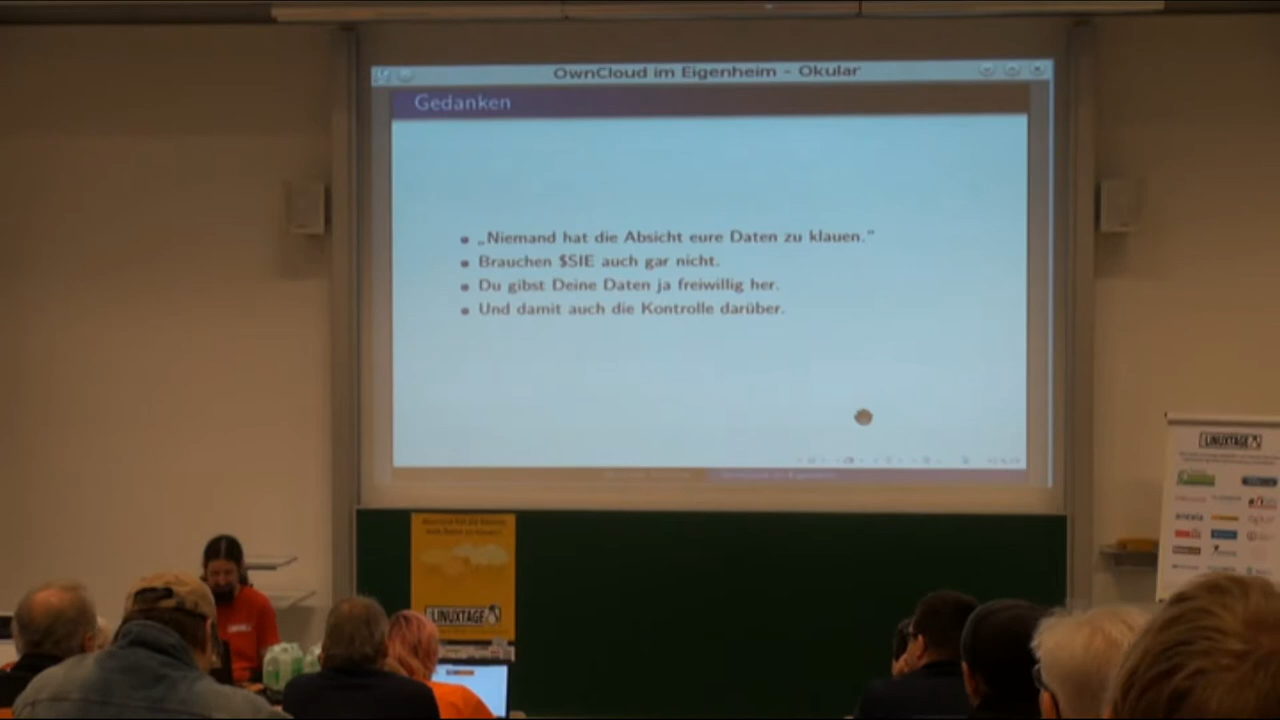 OwnCloud im Eigenheim - Okular
Gedanken
„Niemand hat die Absicht eure Daten zu klauen."
Brauchen $SIE auch gar nicht.
Du gibst Deine Daten ja freiwillig her.
Und damit auch die Kontrolle darüber.
LINUXTAGE
LINUXTAGE
anexia